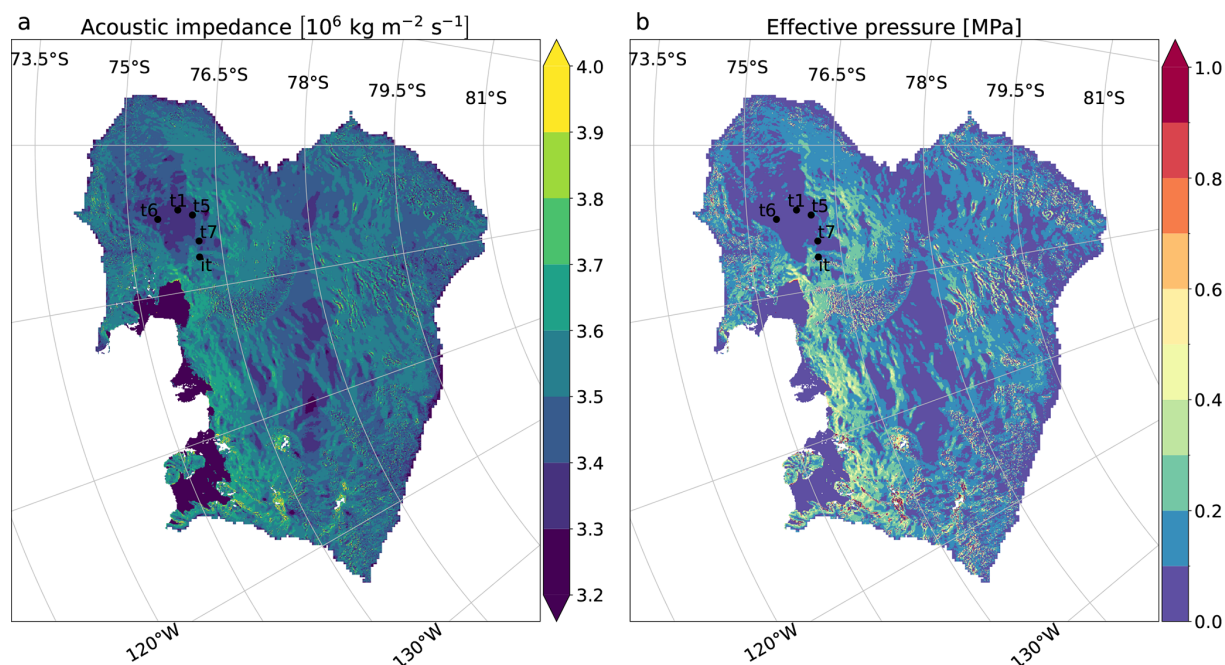 a
Acoustic impedance [10⁶ kg m⁻² s⁻¹]
73.5°S
75°S
76.5°S
78°S
79.5°S
81°S
t1
t6
t5
t7
it
120°W
130°W
4.0
3.9
3.8
3.7
3.6
3.5
3.4
3.3
3.2
b
Effective pressure [MPa]
73.5°S
75°S
76.5°S
78°S
79.5°S
81°S
t1
t6
t5
t7
it
120°W
130°W
1.0
0.8
0.6
0.4
0.2
0.0